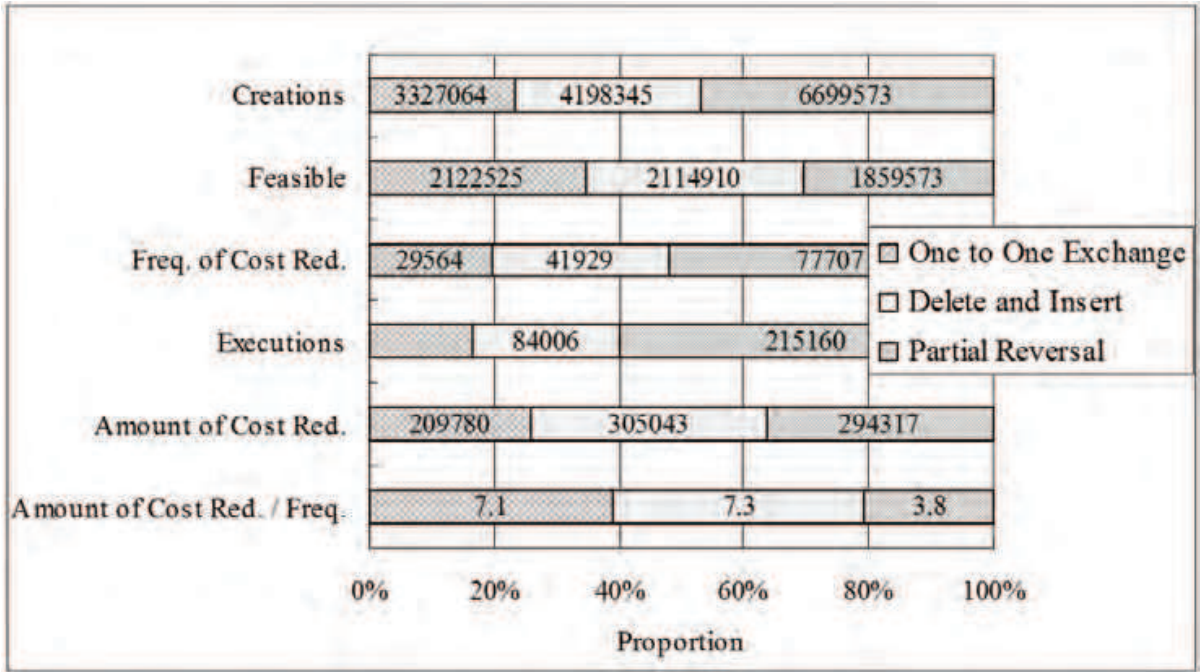 Creations 3327064 4198345 6699573
Feasible 2122525 2114910 1859573
Freq. of Cost Red. 29564 41929 77707
One to One Exchange
Delete and Insert
Executions 84006 215160
Partial Reversal
Amount of Cost Red. 209780 305043 294317
Amount of Cost Red. / Freq. 7.1 7.3 3.8
0% 20% 40% 60% 80% 100%
Proportion